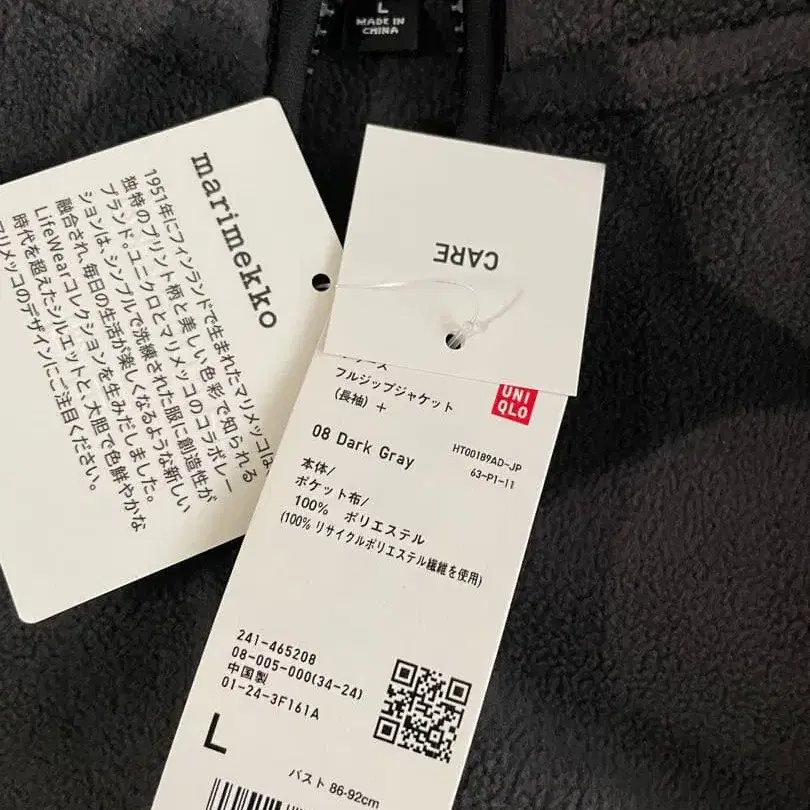 L
MADE IN
CHINA
marimekko
1951年にフィンランドで生まれたマリメッコは
独特のプリント柄と美しい色彩で知られる
ブランド。ユニクロとマリメッコのコラボレー
ションは、シンプルで洗練された服に創造性が
融合され、毎日の生活が楽しくなるような新しい
LifeWearコレクションを生みだしました。
時代を超えたシルエットと、大胆で色鮮やかな
マリメッコのデザインにご注目ください。
CARE
フルジップジャケット
(長袖)+
UNI
QLO
08 Dark Gray
HT00189AD-JP
63-P1-11
本体/
ポケット布/
100% ポリエステル
(100% リサイクルポリエステル繊維を使用)
241-465208
08-005-000(34-24)
中国製
01-24-3F161A
L
バスト 86-92cm